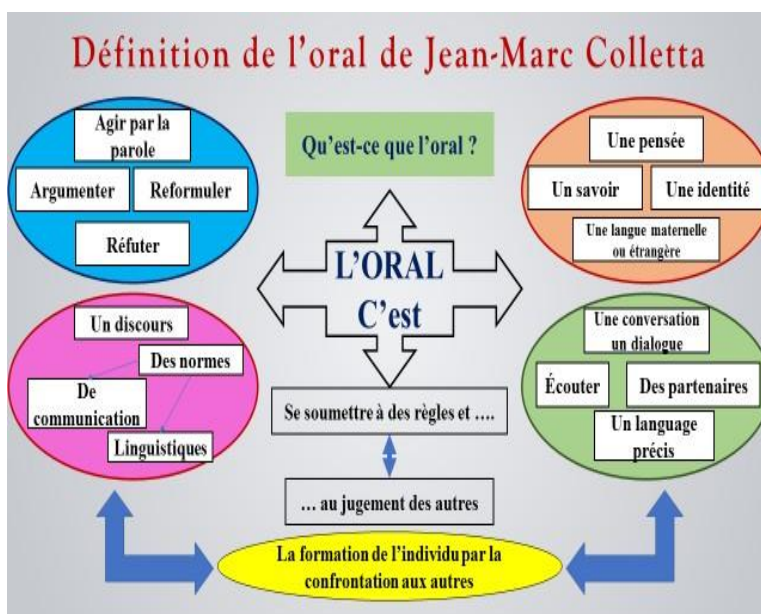 Définition de l'oral de Jean-Marc Colletta
Agir par la
parole
Argumenter
Reformuler
Réfuter
Qu'est-ce que l'oral ?
Une pensée
Un savoir
Une identité
Une langue maternelle
ou étrangère
L'ORAL
C'est
Un discours
Des normes
De
communication
Linguistiques
Une conversation
un dialogue
Écouter
Des partenaires
Un language
précis
Se soumettre à des règles et ….
… au jugement des autres
La formation de l'individu par la
confrontation aux autres